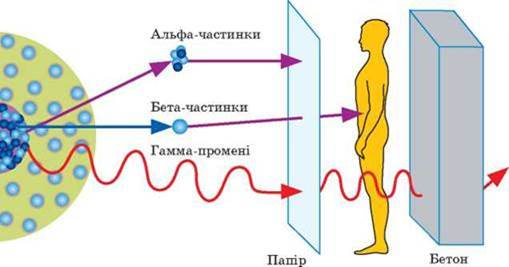 Альфа-частинки
Бета-частинки
Гамма-промені
Папір
Бетон